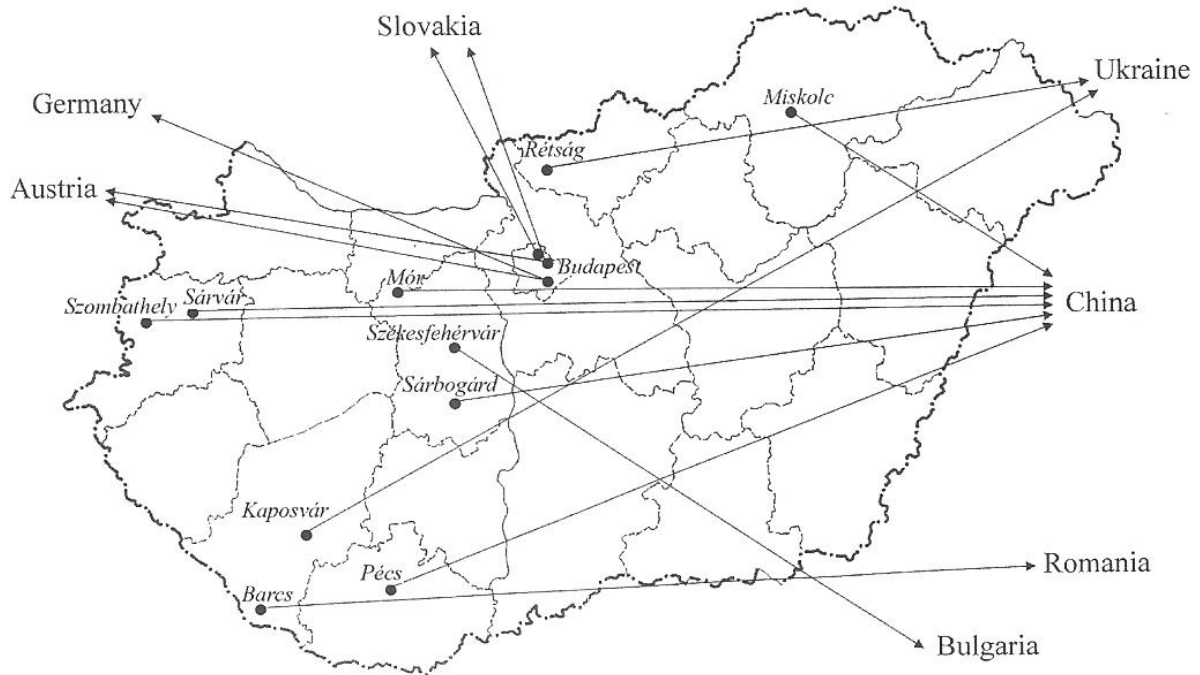 Slovakia
Ukraine
Germany
Miskolc
Rétság
Austria
Budapest
Mór
Szombathely
Sárvár
China
Székesfehérvár
Sárbogárd
Kaposvár
Pécs
Romania
Barcs
Bulgaria